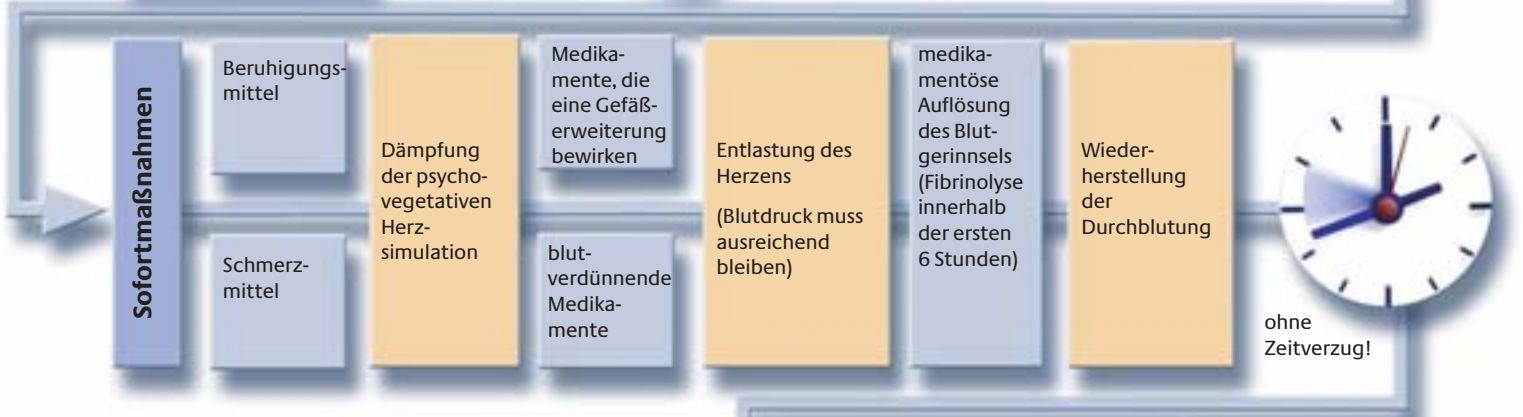 Sofortmaßnahmen
Beruhigungs-
mittel
Schmerz-
mittel
Dämpfung
der psycho-
vegetativen
Herz-
simulation
Medika-
mente, die
eine Gefäß-
erweiterung
bewirken
blut-
verdünnende
Medika-
mente
Entlastung des
Herzens
(Blutdruck muss
ausreichend
bleiben)
medika-
mentöse
Auflösung
des Blut-
gerinnsels
(Fibrinolyse
innerhalb
der ersten
6 Stunden)
Wieder-
herstellung
der
Durchblutung
ohne
Zeitverzug!